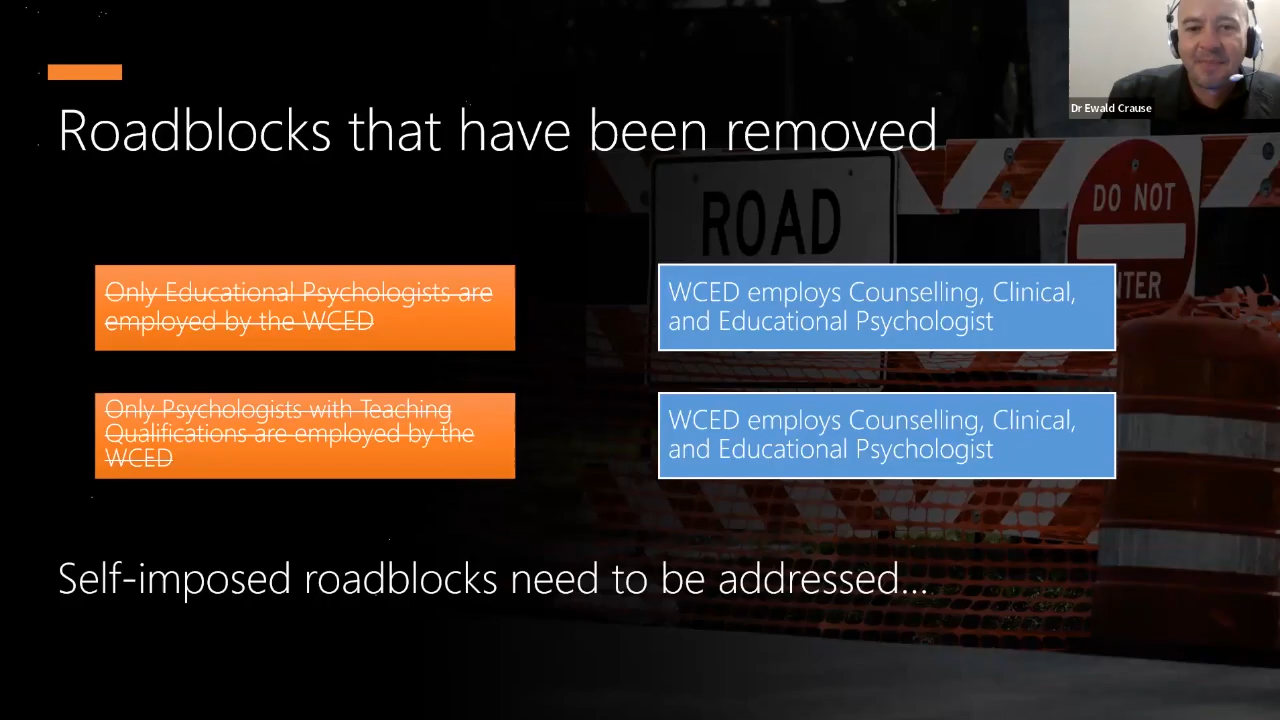 Dr Ewald Crause
Roadblocks that have been removed
ROAD
DO NOT
NTER
Only Educational Psychologists are
employed by the WCED
WCED employs Counselling, Clinical,
and Educational Psychologist
Only Psychologists with Teaching
Qualifications are employed by the
WCED
WCED employs Counselling, Clinical,
and Educational Psychologist
Self-imposed roadblocks need to be addressed...